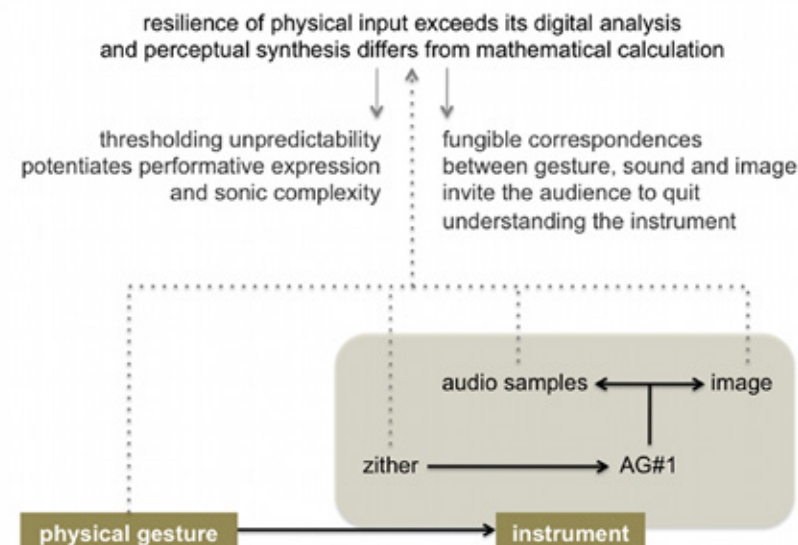 resilience of physical input exceeds its digital analysis
and perceptual synthesis differs from mathematical calculation
thresholding unpredictability
potentiates performative expression
and sonic complexity
fungible correspondences
between gesture, sound and image
invite the audience to quit
understanding the instrument
audio samples
image
zither
AG#1
physical gesture
instrument